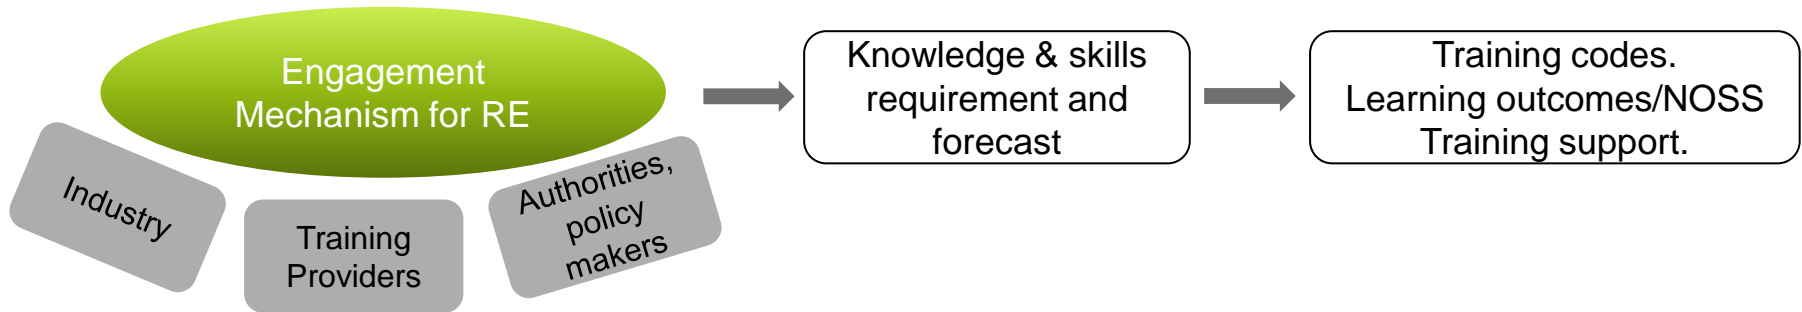 Engagement
Mechanism for RE
Industry
Training
Providers
Authorities,
policy
makers
Knowledge & skills
requirement and
forecast
Training codes.
Learning outcomes/NOSS
Training support.